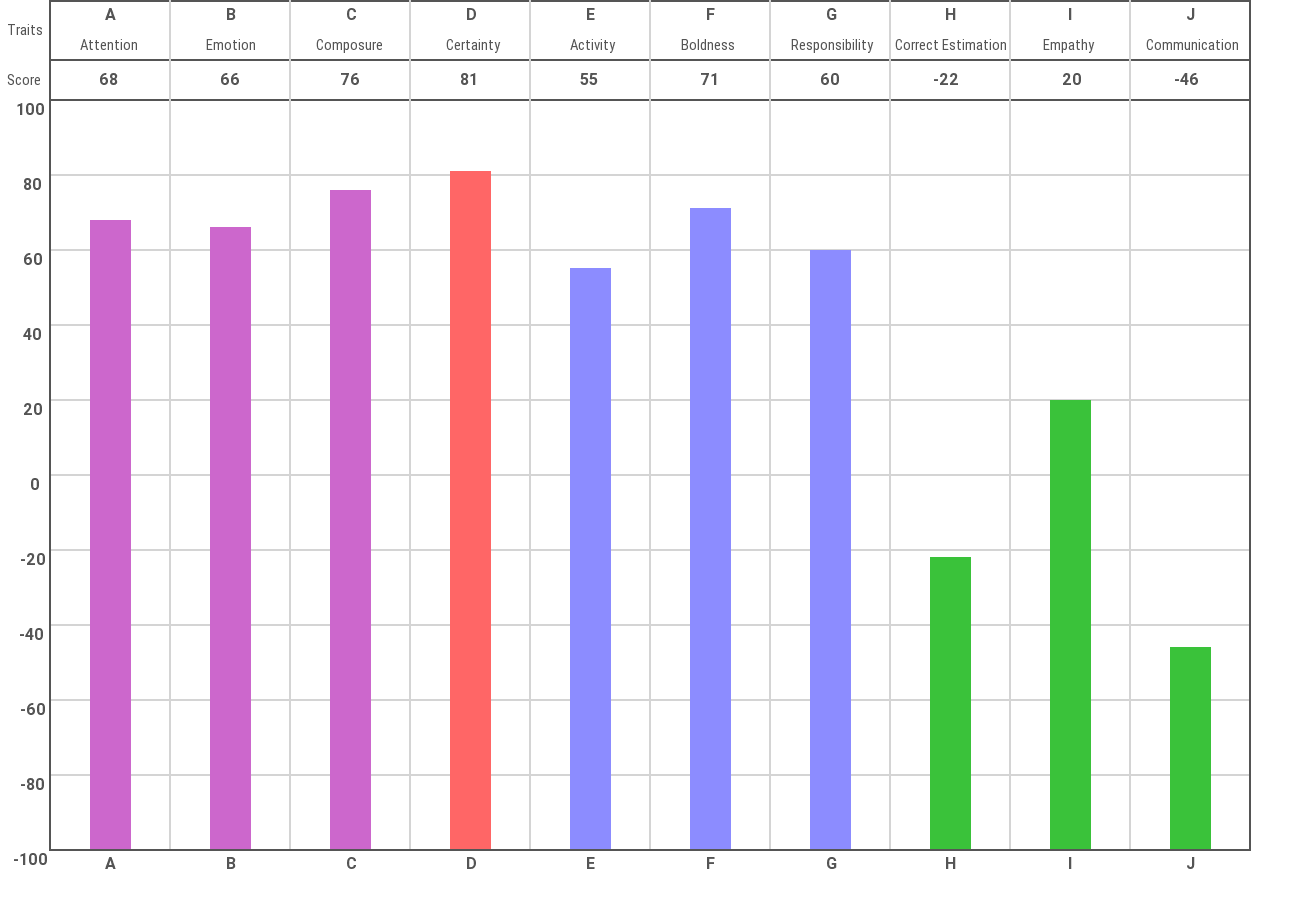 Traits
A B C D E F G H I J
Attention Emotion Composure Certainty Activity Boldness Responsibility Correct Estimation Empathy Communication
Score 68 66 76 81 55 71 60 -22 20 -46
100
80
60
40
20
0
-20
-40
-60
-80
-100
A B C D E F G H I J